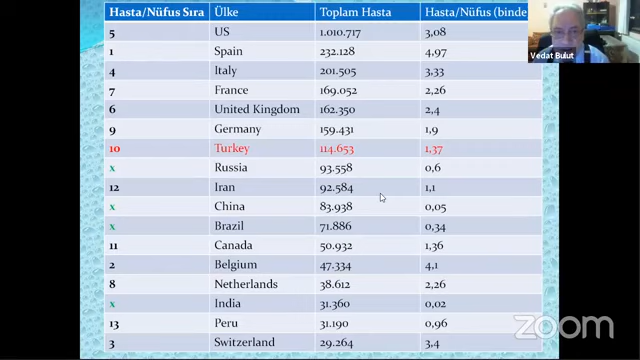 Hasta/Nüfus Sıra Ülke Toplam Hasta Hasta/Nüfus (binde
5 US 1.010.717 3,08
1 Spain 232.128 4,97
4 Italy 201.505 3,33
7 France 169.052 2,26
6 United Kingdom 162.350 2,4
9 Germany 159.431 1,9
10 Turkey 114.653 1,37
x Russia 93.558 0,6
12 Iran 92.584 1,1
x China 83.938 0,05
x Brazil 71.886 0,34
11 Canada 50.932 1,36
2 Belgium 47.334 4,1
8 Netherlands 38.612 2,26
x India 31.360 0,02
13 Peru 31.190 0,96
3 Switzerland 29.264 3,4
Vedat Bulut
zoom